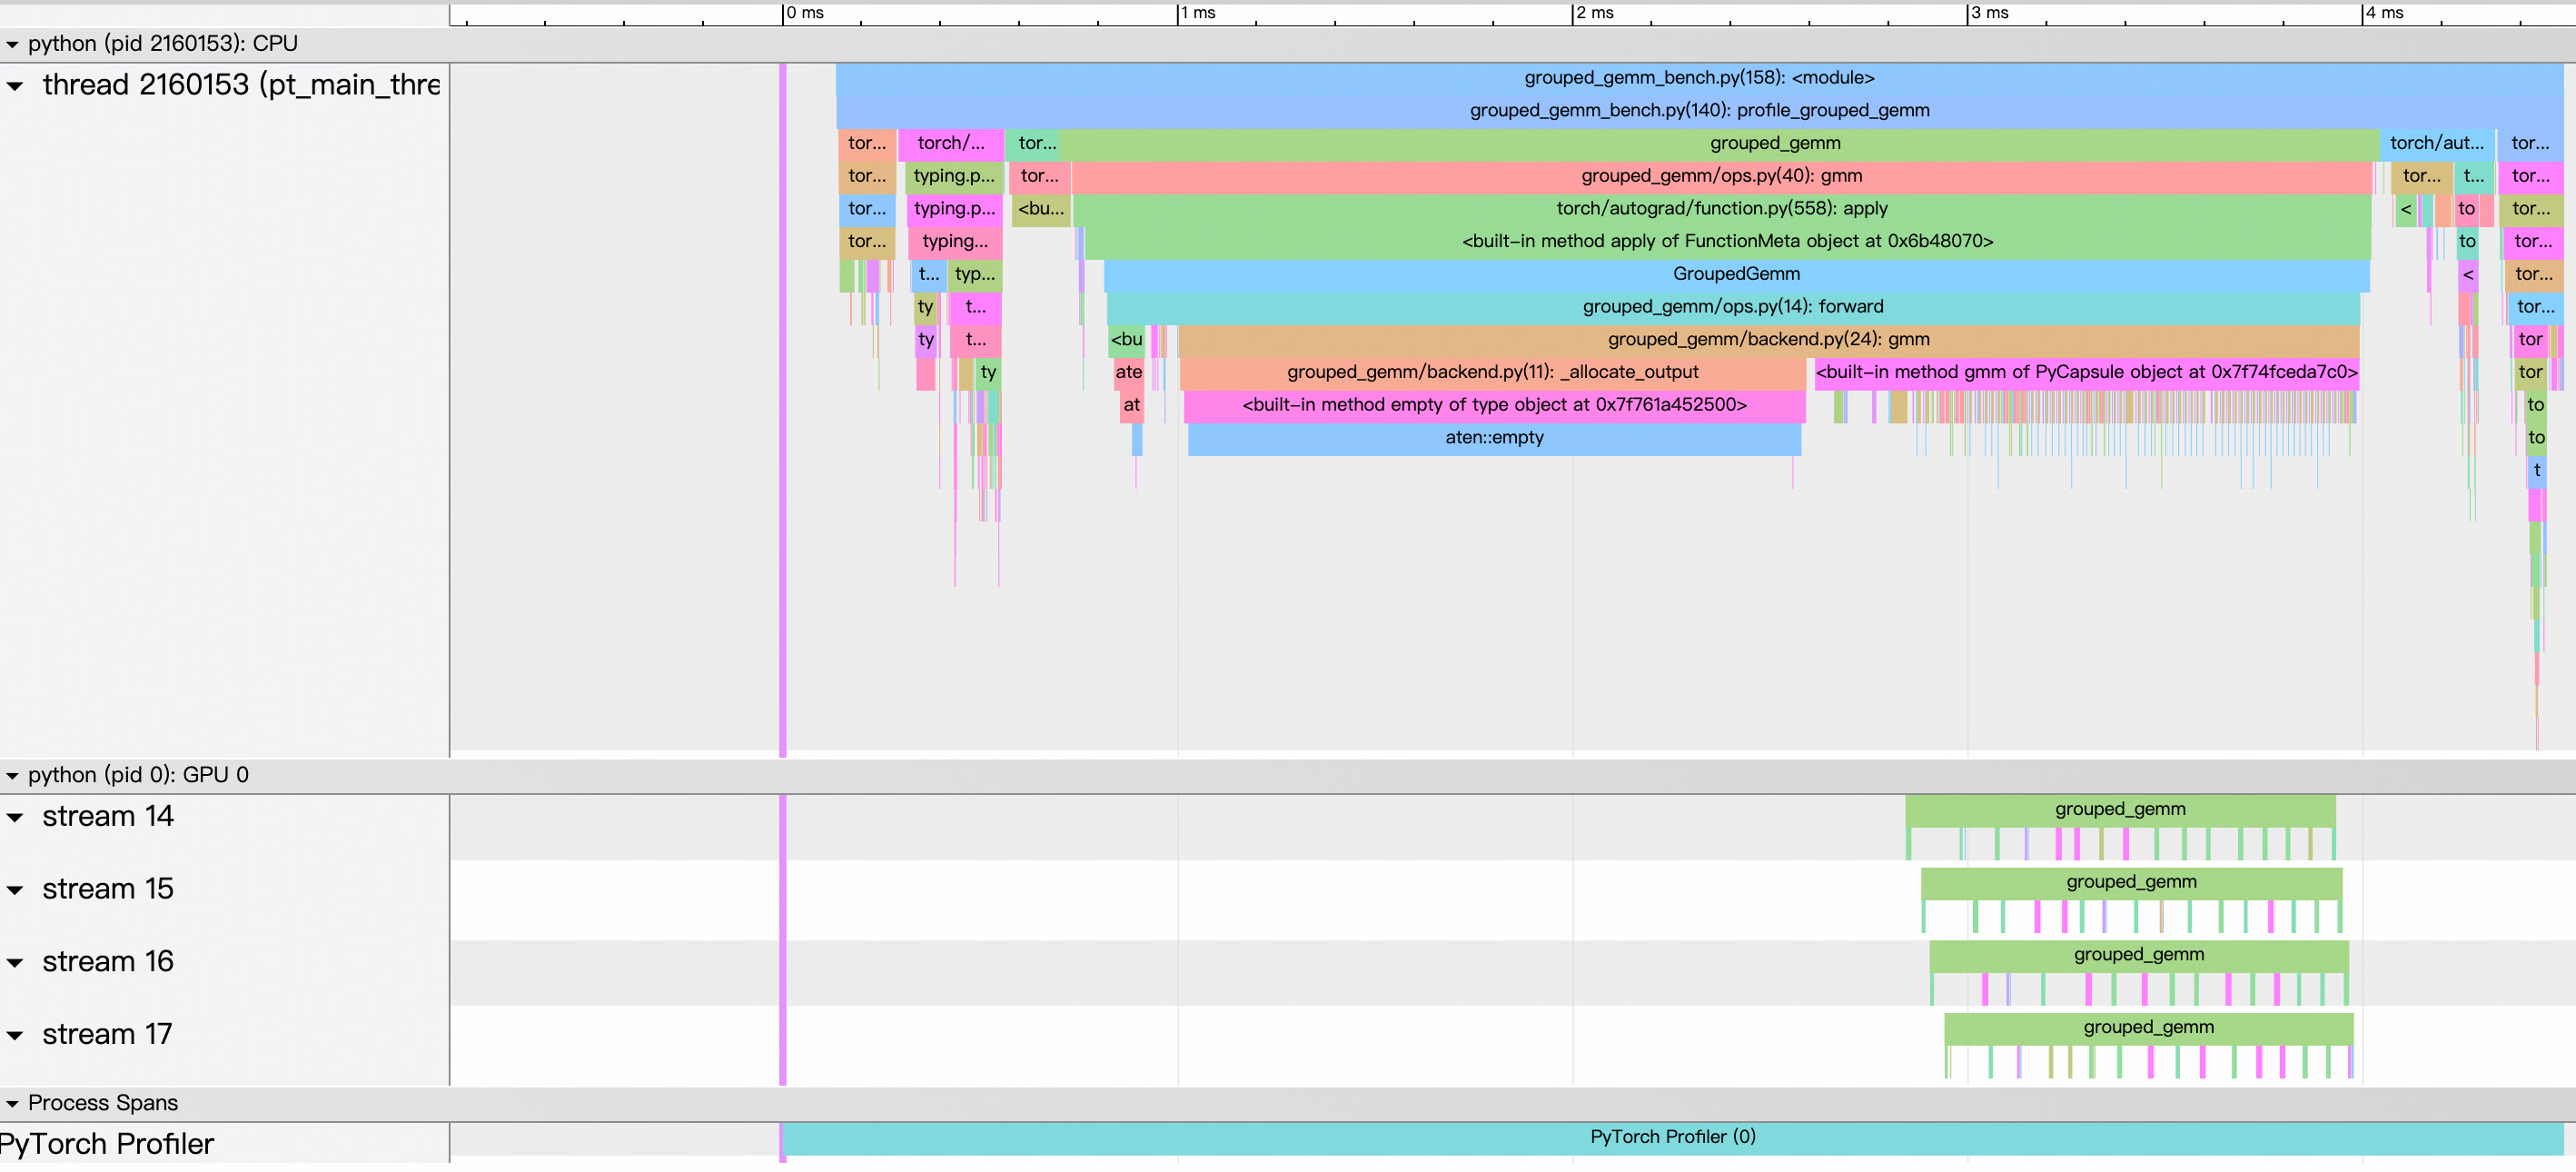 0 ms 1 ms 2 ms 3 ms 4 ms
python (pid 2160153): CPU
thread 2160153 (pt_main_thre
grouped_gemm_bench.py(158): <module>
grouped_gemm_bench.py(140): profile_grouped_gemm
tor... torch/... tor... grouped_gemm torch/aut... tor...
tor... typing.p... tor... grouped_gemm/ops.py(40): gmm tor... t... tor...
tor... typing.p... <bu... torch/autograd/function.py(558): apply < to tor...
tor... typing... <built-in method apply of FunctionMeta object at 0x6b48070> to tor...
t... typ... GroupedGemm < tor...
ty t... grouped_gemm/ops.py(14): forward tor...
ty t... <bu grouped_gemm/backend.py(24): gmm tor
ty ate grouped_gemm/backend.py(11): _allocate_output <built-in method gmm of PyCapsule object at 0x7f74fceda7c0> tor
at <built-in method empty of type object at 0x7f761a452500> to
aten::empty to
t
python (pid 0): GPU 0
stream 14 grouped_gemm
stream 15 grouped_gemm
stream 16 grouped_gemm
stream 17 grouped_gemm
Process Spans
PyTorch Profiler PyTorch Profiler (0)